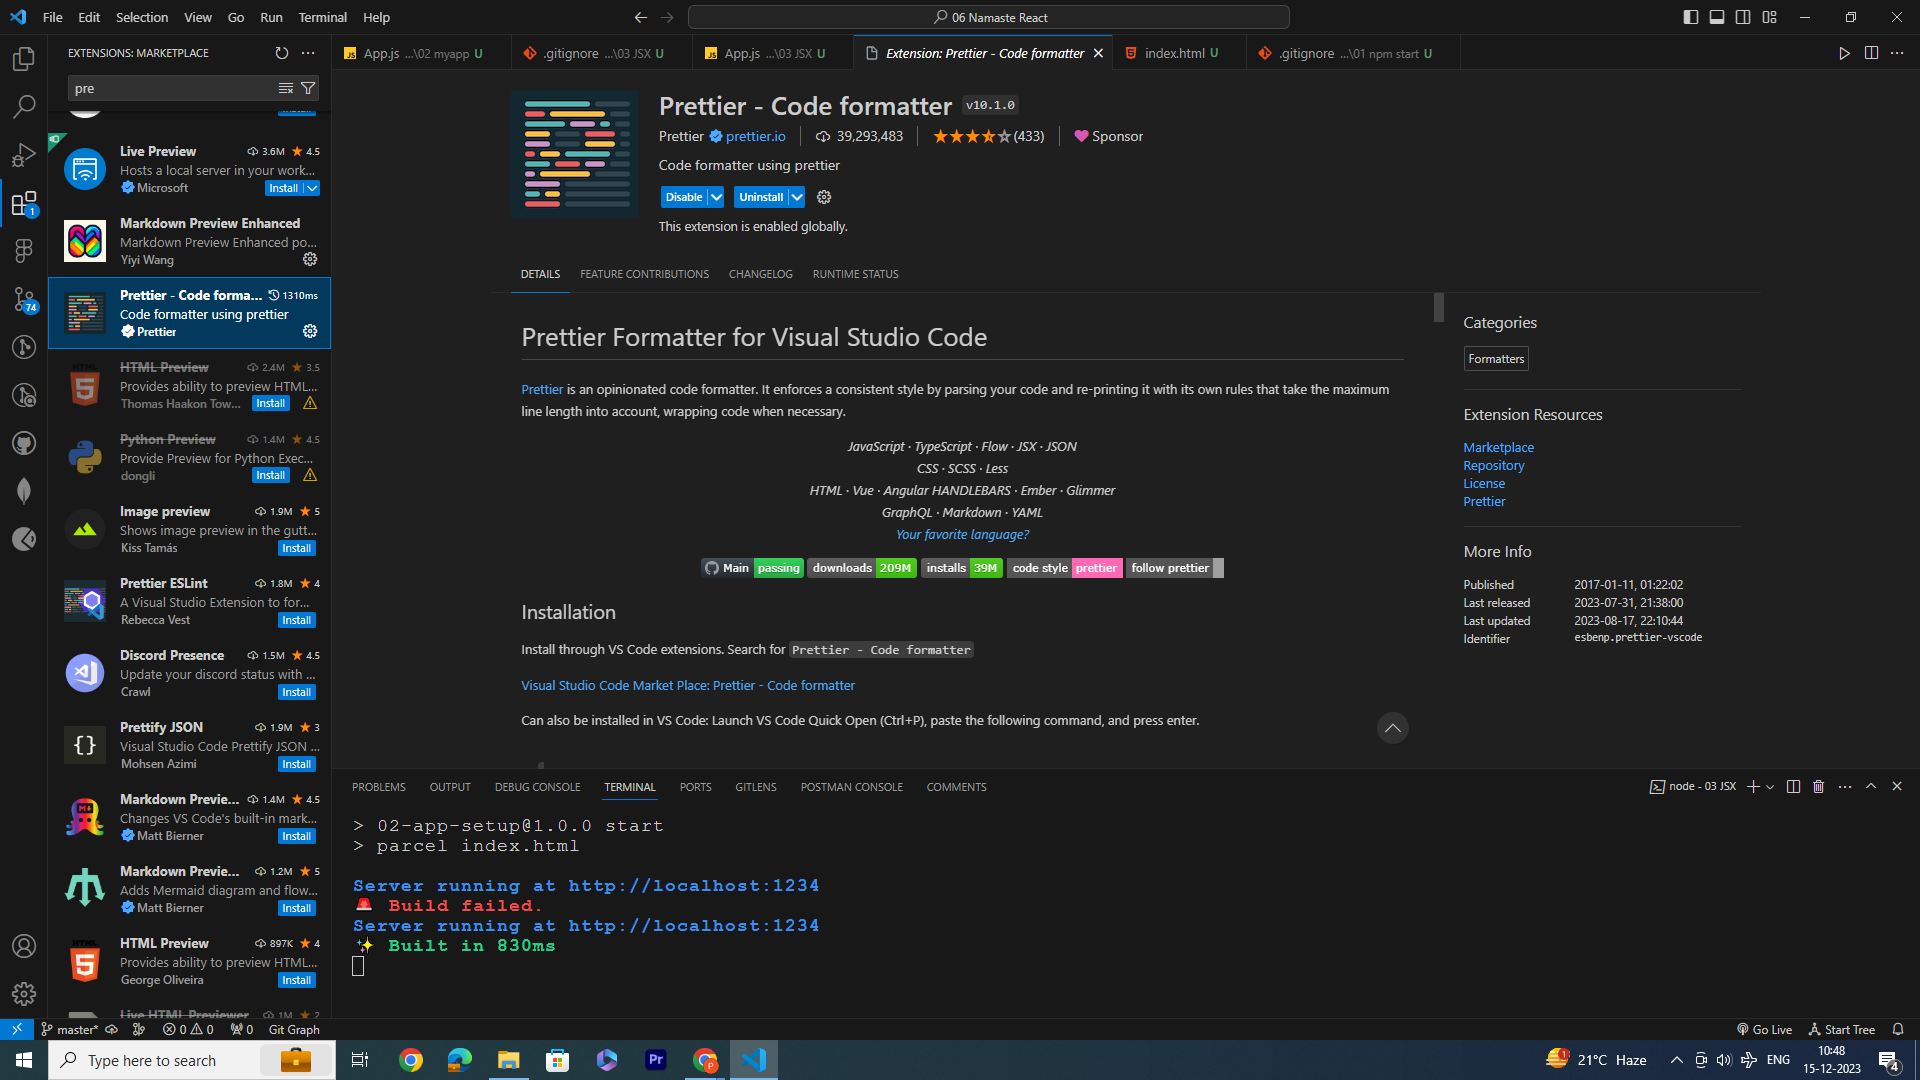 File Edit Selection View Go Run Terminal Help
06 Namaste React
EXTENSIONS: MARKETPLACE
pre
App.js ...\02 myapp U
.gitignore ...\03 JSX U
App.js ...\03 JSX U
Extension: Prettier - Code formatter
index.html U
.gitignore ...\01 npm start U
Live Preview 3.6M 4.5
Hosts a local server in your work...
Microsoft Install
Markdown Preview Enhanced
Markdown Preview Enhanced po...
Yiyi Wang
Prettier - Code forma... 1310ms
Code formatter using prettier
Prettier
HTML Preview 2.4M 3.5
Provides ability to preview HTML...
Thomas Haakon Tow... Install
Python Preview 1.4M 4.5
Provide Preview for Python Exec...
dongli Install
Image preview 1.9M 5
Shows image preview in the gutt...
Kiss Tamás Install
Prettier ESLint 1.8M 4
A Visual Studio Extension to for...
Rebecca Vest Install
Discord Presence 1.5M 4.5
Update your discord status with ...
Crawl Install
Prettify JSON 1.9M 3
Visual Studio Code Prettify JSON ...
Mohsen Azimi Install
Markdown Previe... 1.4M 4.5
Changes VS Code's built-in mark...
Matt Bierner Install
Markdown Previe... 1.2M 5
Adds Mermaid diagram and flow...
Matt Bierner Install
HTML Preview 897K 4
Provides ability to preview HTML...
George Oliveira Install
Live HTML Previewer 1M 2
1
74
Prettier - Code formatter v10.1.0
Prettier prettier.io 39,293,483 (433) Sponsor
Code formatter using prettier
Disable Uninstall
This extension is enabled globally.
DETAILS FEATURE CONTRIBUTIONS CHANGELOG RUNTIME STATUS
Prettier Formatter for Visual Studio Code
Prettier is an opinionated code formatter. It enforces a consistent style by parsing your code and re-printing it with its own rules that take the maximum
line length into account, wrapping code when necessary.
JavaScript · TypeScript · Flow · JSX · JSON
CSS · SCSS · Less
HTML · Vue · Angular HANDLEBARS · Ember · Glimmer
GraphQL · Markdown · YAML
Your favorite language?
Main passing downloads 209M installs 39M code style prettier follow prettier
Installation
Install through VS Code extensions. Search for Prettier - Code formatter
Visual Studio Code Market Place: Prettier - Code formatter
Can also be installed in VS Code: Launch VS Code Quick Open (Ctrl+P), paste the following command, and press enter.
Categories
Formatters
Extension Resources
Marketplace
Repository
License
Prettier
More Info
Published 2017-01-11, 01:22:02
Last released 2023-07-31, 21:38:00
Last updated 2023-08-17, 22:10:44
Identifier esbenp.prettier-vscode
PROBLEMS OUTPUT DEBUG CONSOLE TERMINAL PORTS GITLENS POSTMAN CONSOLE COMMENTS
node - 03 JSX
> 02-app-setup@1.0.0 start
> parcel index.html
Server running at http://localhost:1234
Build failed.
Server running at http://localhost:1234
Built in 830ms
master* 0 0 0 Git Graph
Go Live Start Tree
Type here to search
Pr
P
1 21°C Haze ENG
10:48
15-12-2023
4